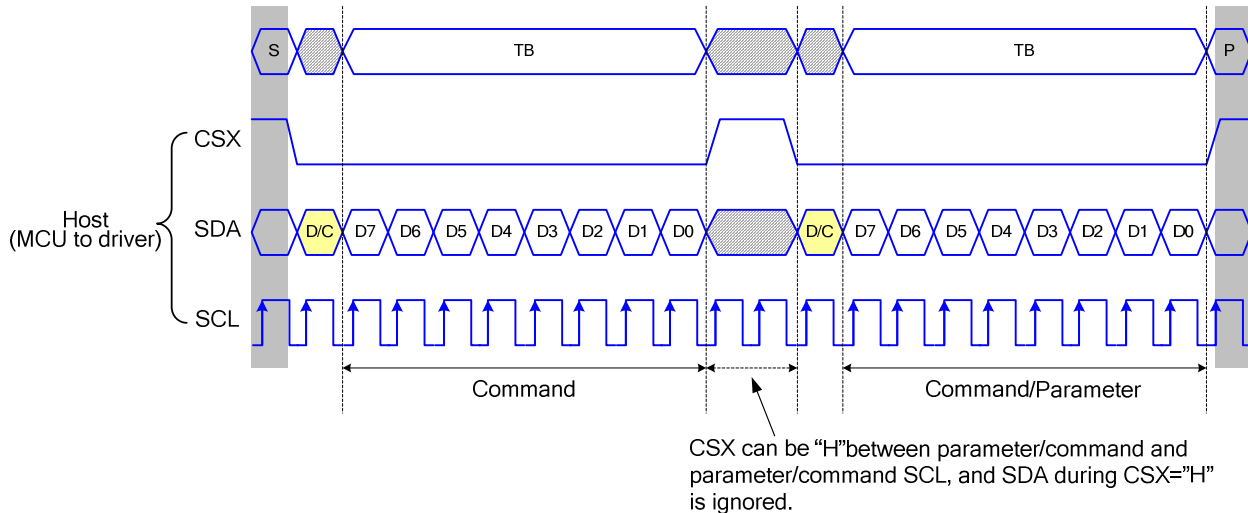 S TB TB P
CSX
Host
(MCU to driver)
SDA D/C D7 D6 D5 D4 D3 D2 D1 D0 D/C D7 D6 D5 D4 D3 D2 D1 D0
SCL
Command Command/Parameter
CSX can be “H”between parameter/command and
parameter/command SCL, and SDA during CSX=”H”
is ignored.